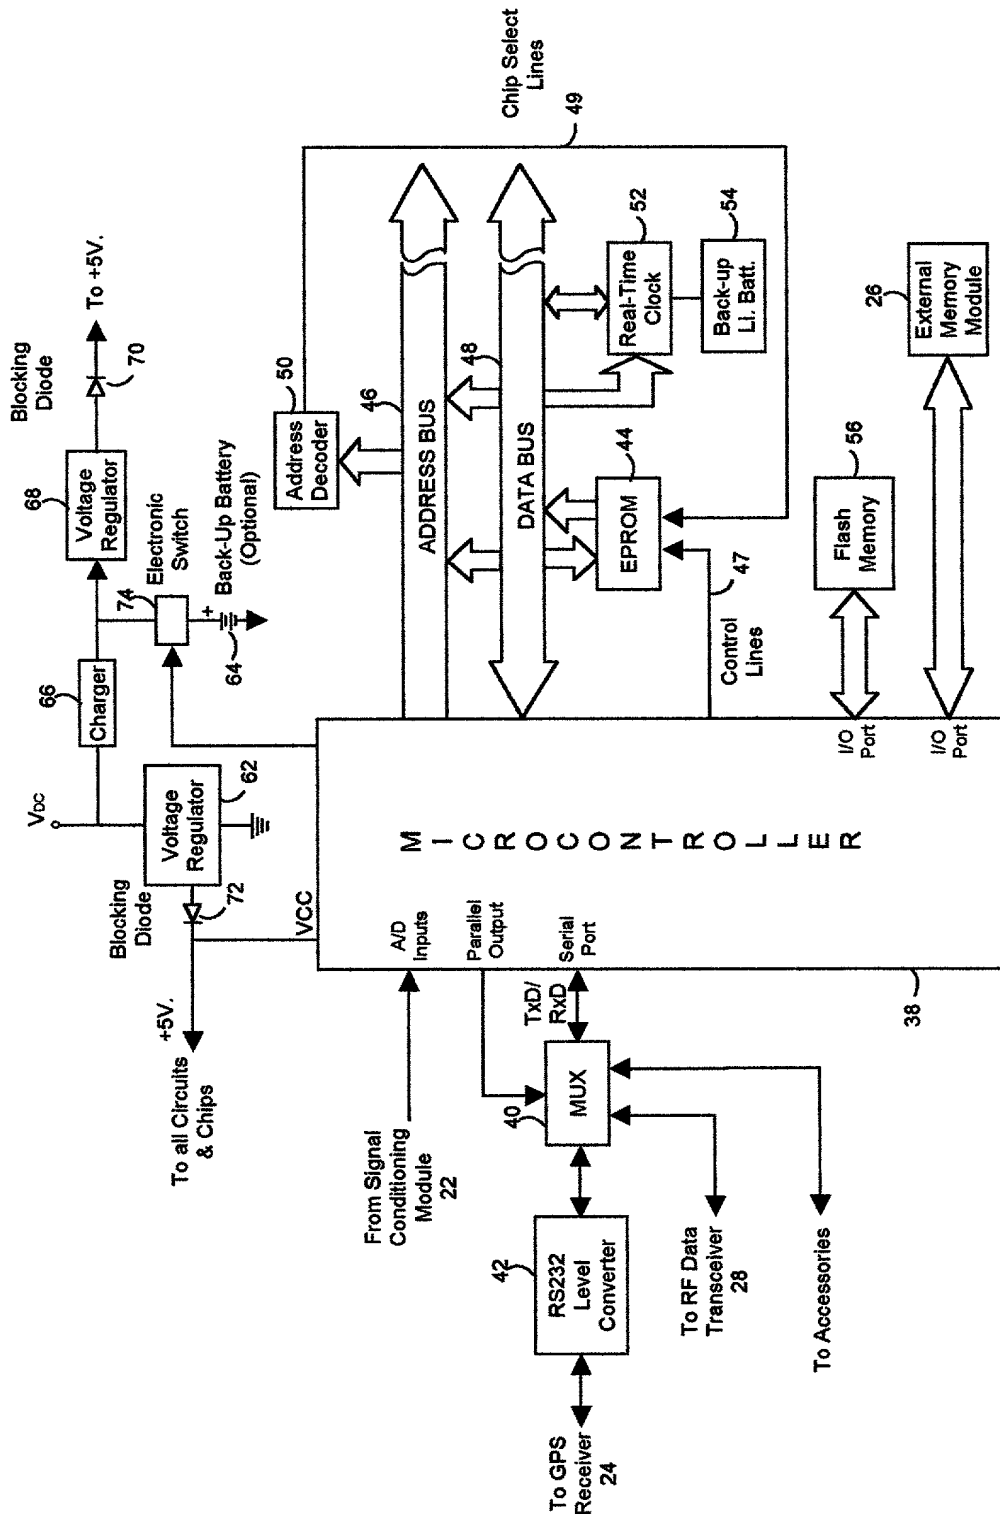 Blocking
Diode
To +5V.
70
68
Voltage
Regulator
Electronic
Switch
74
+
Back-Up Battery
(Optional)
64
66
Charger
VDC
62
Voltage
Regulator
Blocking
Diode
72
+5V.
To all Circuits
& Chips
VCC
50
Address
Decoder
46
ADDRESS BUS
48
DATA BUS
Chip Select
Lines
49
52
Real-Time
Clock
54
Back-up
Li. Batt.
44
EPROM
47
Control
Lines
56
Flash
Memory
26
External
Memory
Module
I/O
Port
I/O
Port
MICROCONTROLLER
A/D
Inputs
Parallel
Output
Serial
Port
38
From Signal
Conditioning
Module
22
TxD/
RxD
40
MUX
42
RS232
Level
Converter
To GPS
Receiver
24
To RF Data
Transceiver
28
To Accessories